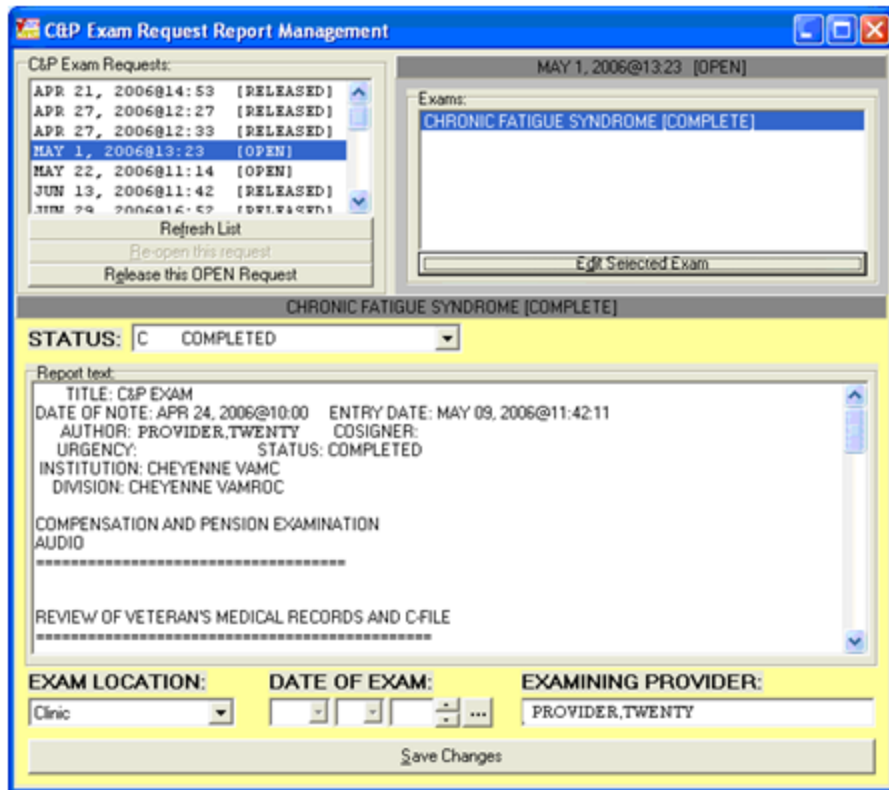 C&P Exam Request Report Management
C&P Exam Requests:
APR 21, 2006@14:53 [RELEASED]
APR 27, 2006@12:27 [RELEASED]
APR 27, 2006@12:33 [RELEASED]
MAY 1, 2006@13:23 [OPEN]
MAY 22, 2006@11:14 [OPEN]
JUN 13, 2006@11:42 [RELEASED]
JUN 29, 2006@16:52 [RELEASED]
Refresh List
Re-open this request
Release this OPEN Request
MAY 1, 2006@13:23 [OPEN]
Exams:
CHRONIC FATIGUE SYNDROME [COMPLETE]
Edit Selected Exam
CHRONIC FATIGUE SYNDROME [COMPLETE]
STATUS: C COMPLETED
Report text:
TITLE: C&P EXAM
DATE OF NOTE: APR 24, 2006@10:00 ENTRY DATE: MAY 09, 2006@11:42:11
AUTHOR: PROVIDER,TWENTY COSIGNER:
URGENCY: STATUS: COMPLETED
INSTITUTION: CHEYENNE VAMC
DIVISION: CHEYENNE VAMROC
COMPENSATION AND PENSION EXAMINATION
AUDIO
====================================
REVIEW OF VETERAN'S MEDICAL RECORDS AND C-FILE
==============================================
EXAM LOCATION: DATE OF EXAM: EXAMINING PROVIDER:
Clinic ... PROVIDER,TWENTY
Save Changes